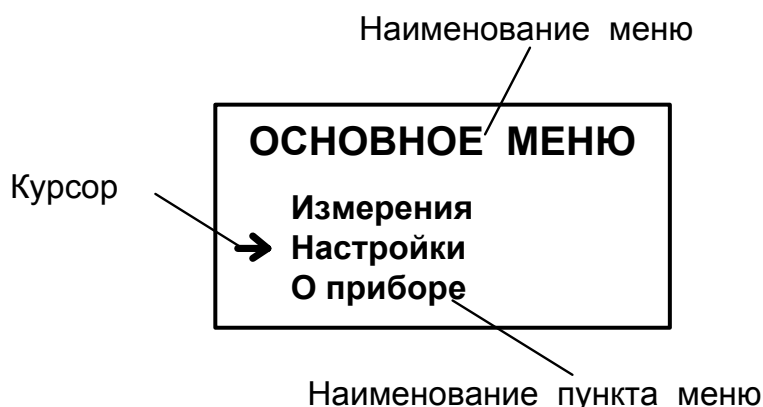 Наименование меню
ОСНОВНОЕ МЕНЮ
Курсор
Измерения
Настройки
О приборе
Наименование пункта меню